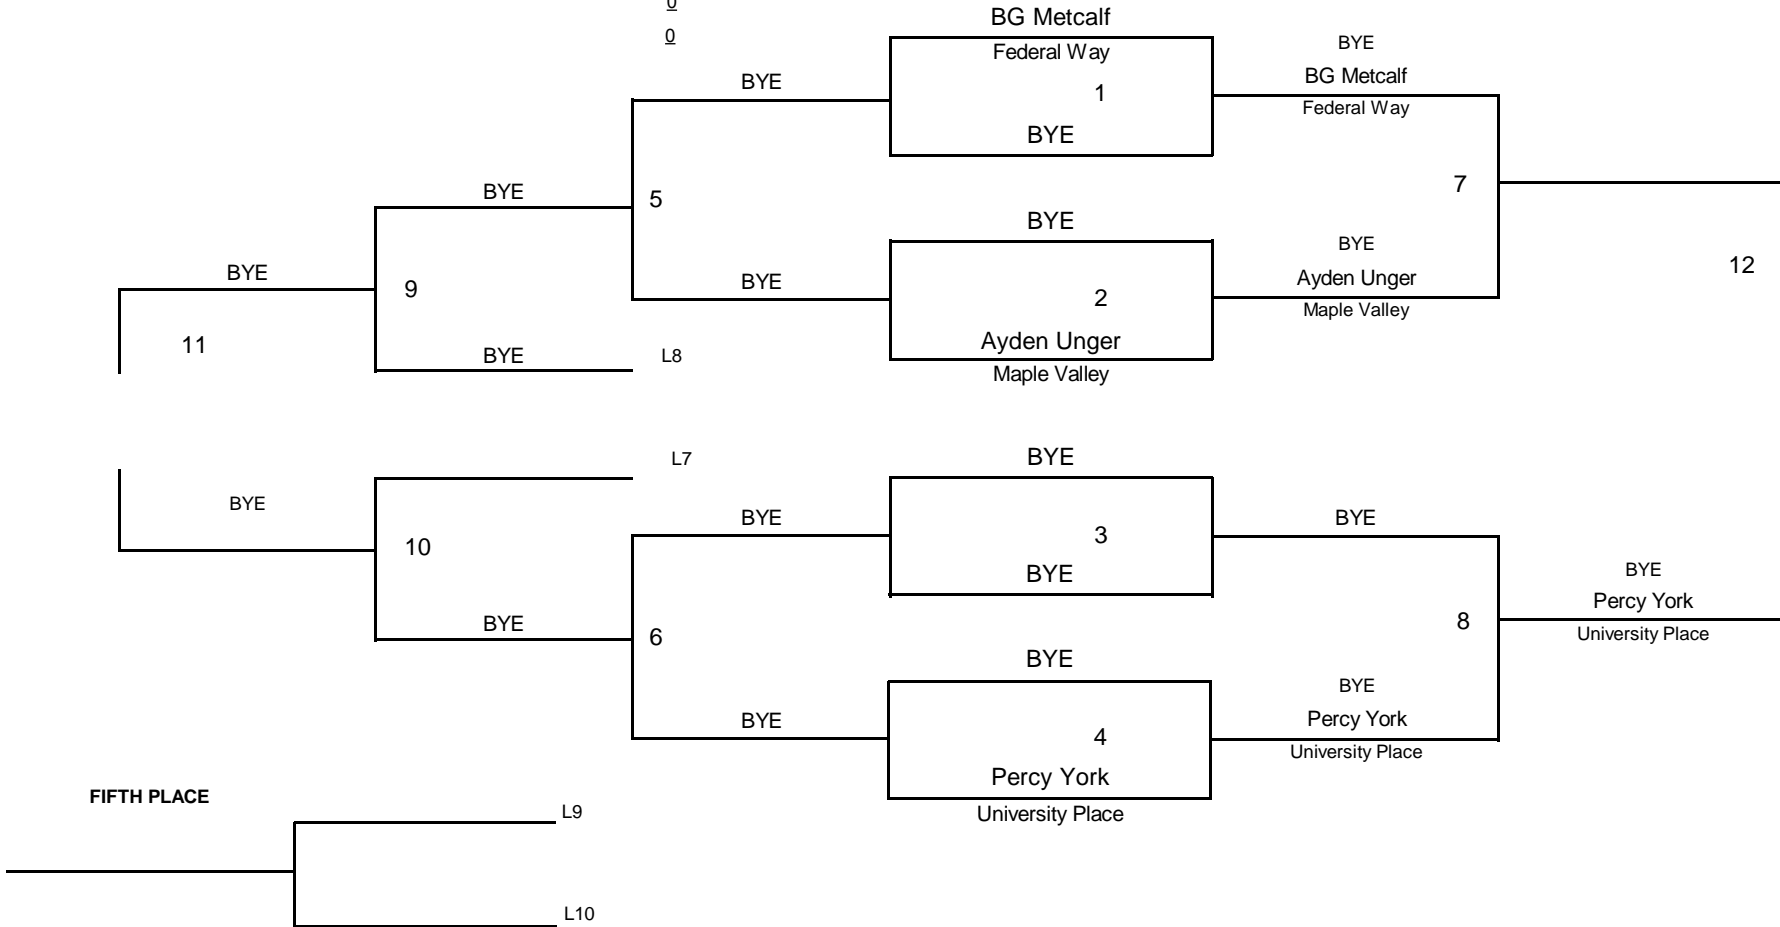 0
BG Metcalf
0
BYE
Federal Way
BYE
BG Metcalf
1
Federal Way
BYE
7
BYE
5
BYE
BYE
12
BYE
9
BYE
2
Ayden Unger
Maple Valley
11
BYE
L8
Ayden Unger
Maple Valley
L7
BYE
BYE
BYE
3
BYE
10
BYE
BYE
BYE
6
8
Percy York
University Place
BYE
BYE
BYE
4
Percy York
University Place
Percy York
University Place
FIFTH PLACE
L9
L10